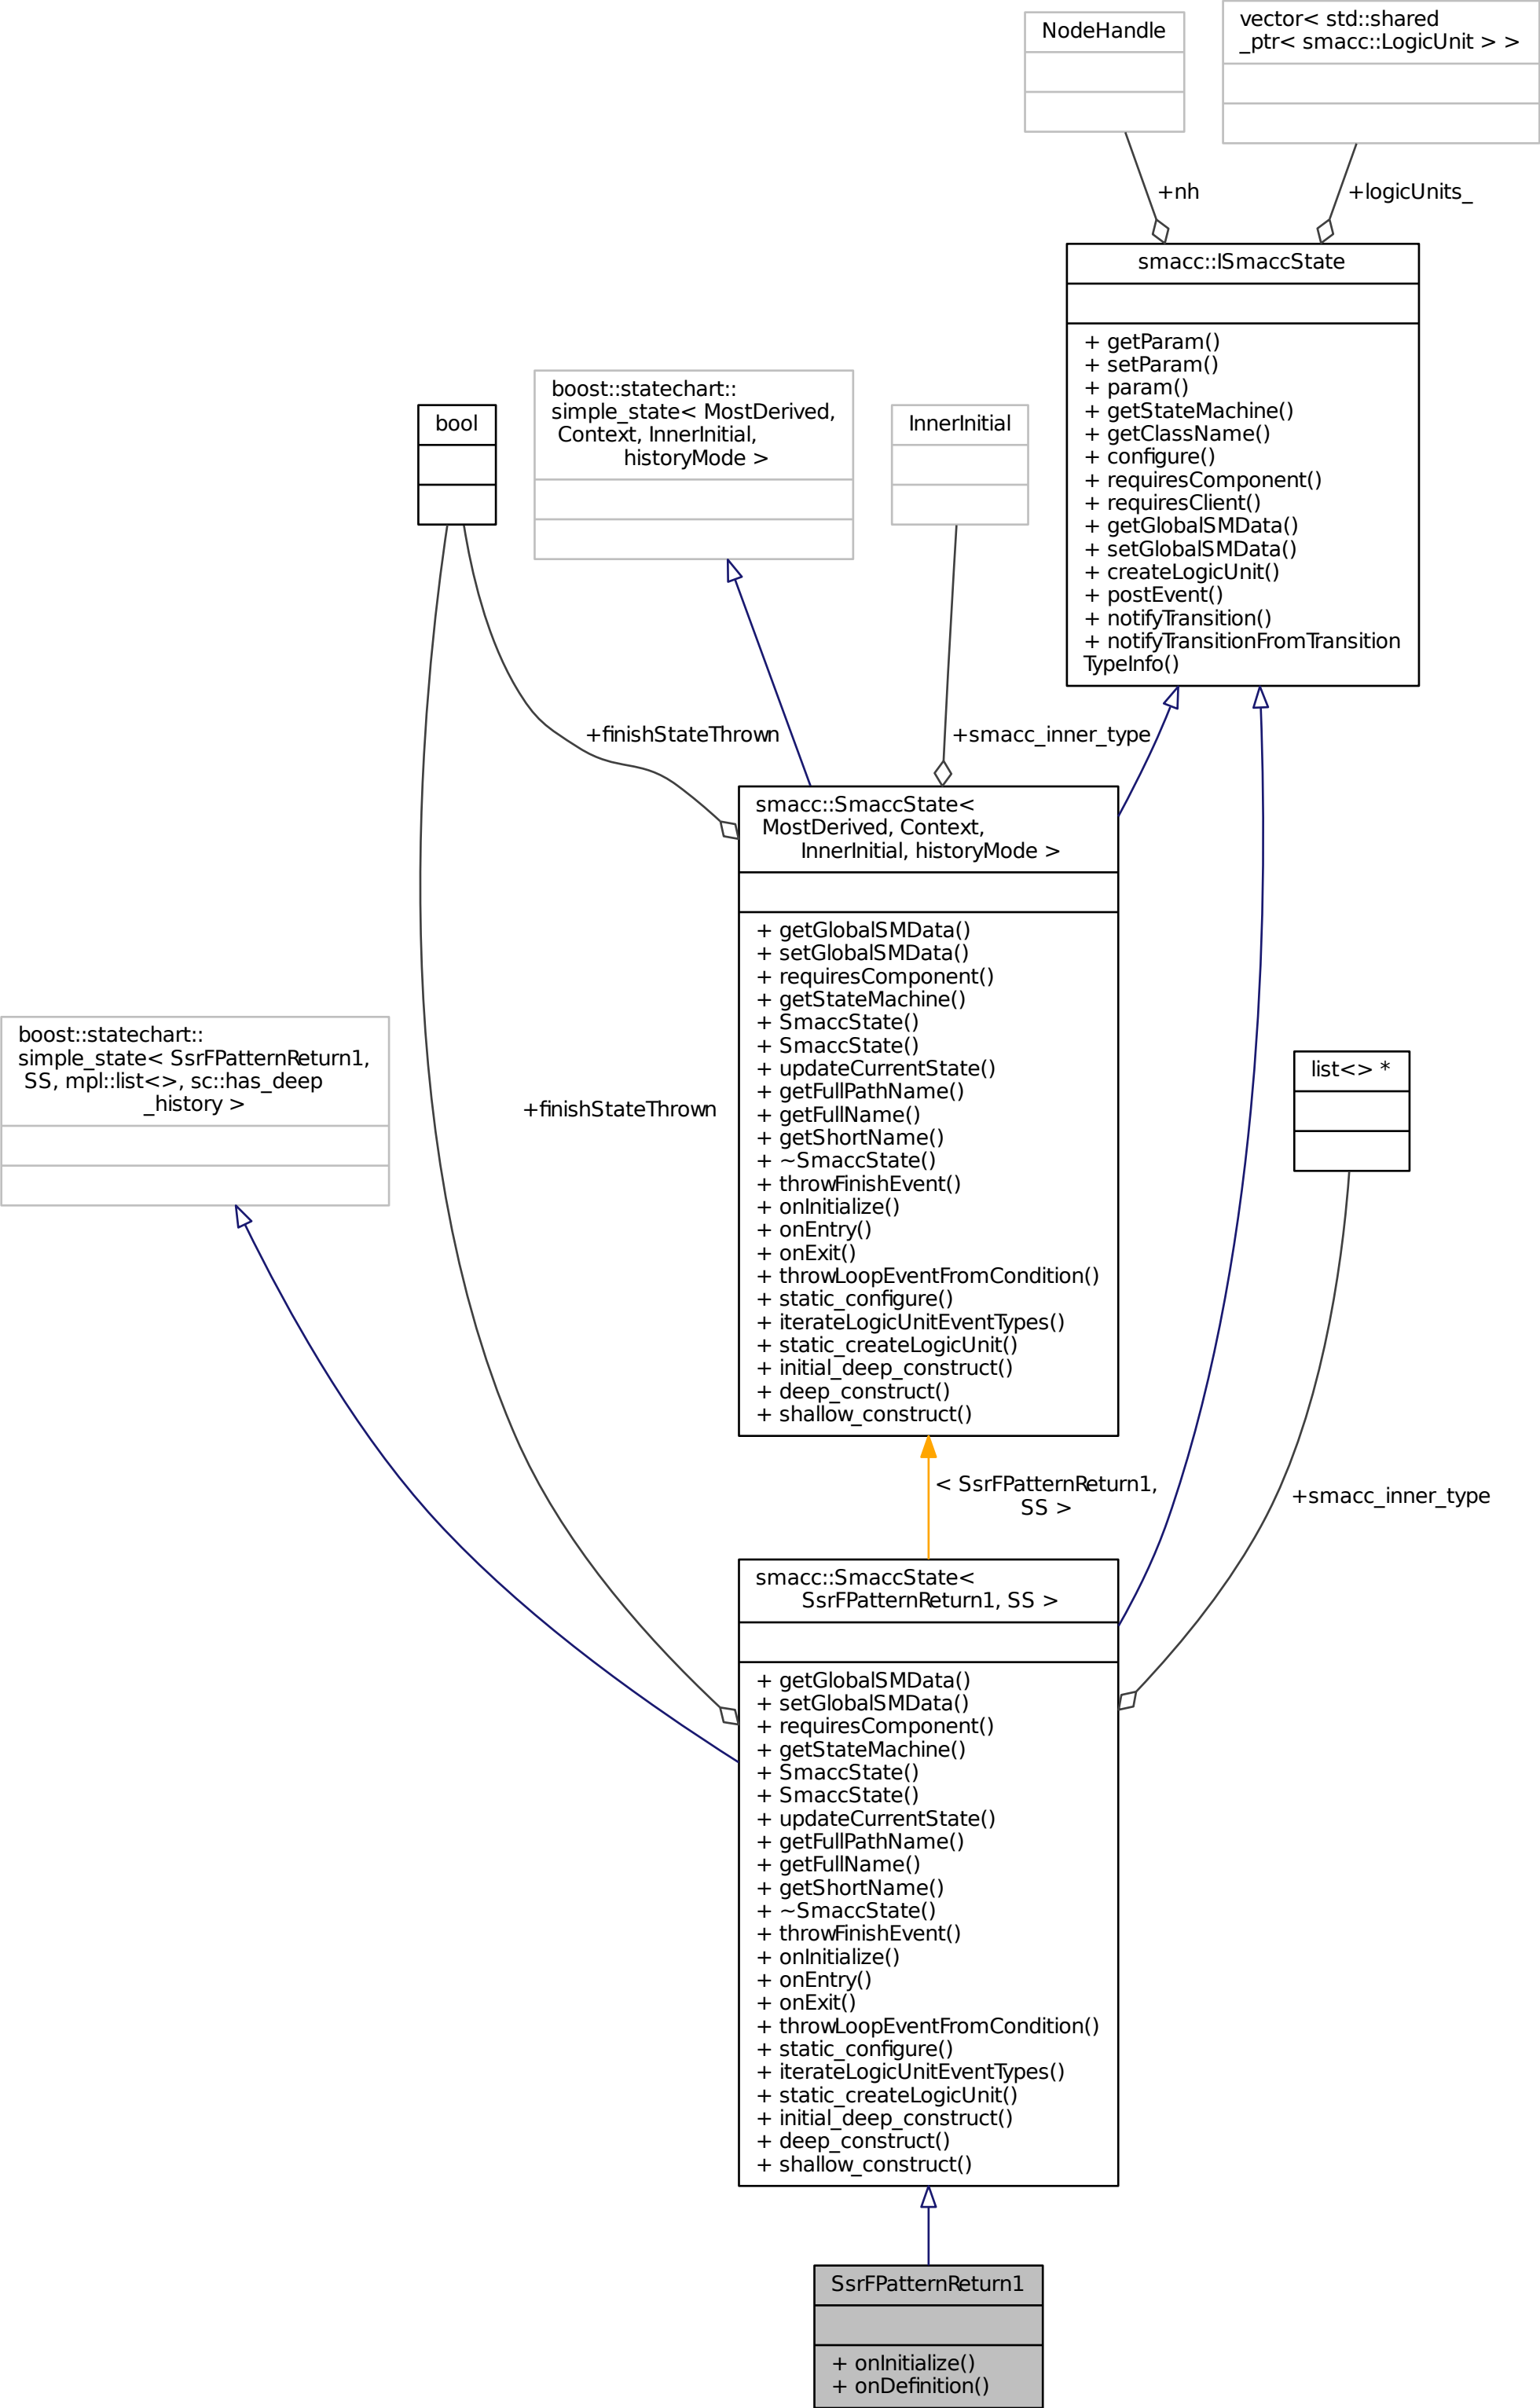 NodeHandle
vector< std::shared
_ptr< smacc::LogicUnit > >
+nh
+logicUnits_
smacc::ISmaccState
+ getParam()
+ setParam()
+ param()
+ getStateMachine()
+ getClassName()
+ configure()
+ requiresComponent()
+ requiresClient()
+ getGlobalSMData()
+ setGlobalSMData()
+ createLogicUnit()
+ postEvent()
+ notifyTransition()
+ notifyTransitionFromTransition
TypeInfo()
bool
boost::statechart::
simple_state< MostDerived,
Context, InnerInitial,
historyMode >
InnerInitial
+finishStateThrown
+smacc_inner_type
smacc::SmaccState<
MostDerived, Context,
InnerInitial, historyMode >
+ getGlobalSMData()
+ setGlobalSMData()
+ requiresComponent()
+ getStateMachine()
+ SmaccState()
+ SmaccState()
+ updateCurrentState()
+ getFullPathName()
+ getFullName()
+ getShortName()
+ ~SmaccState()
+ throwFinishEvent()
+ onInitialize()
+ onEntry()
+ onExit()
+ throwLoopEventFromCondition()
+ static_configure()
+ iterateLogicUnitEventTypes()
+ static_createLogicUnit()
+ initial_deep_construct()
+ deep_construct()
+ shallow_construct()
boost::statechart::
simple_state< SsrFPatternReturn1,
SS, mpl::list<>, sc::has_deep
_history >
+finishStateThrown
list<> *
< SsrFPatternReturn1,
SS >
+smacc_inner_type
smacc::SmaccState<
SsrFPatternReturn1, SS >
+ getGlobalSMData()
+ setGlobalSMData()
+ requiresComponent()
+ getStateMachine()
+ SmaccState()
+ SmaccState()
+ updateCurrentState()
+ getFullPathName()
+ getFullName()
+ getShortName()
+ ~SmaccState()
+ throwFinishEvent()
+ onInitialize()
+ onEntry()
+ onExit()
+ throwLoopEventFromCondition()
+ static_configure()
+ iterateLogicUnitEventTypes()
+ static_createLogicUnit()
+ initial_deep_construct()
+ deep_construct()
+ shallow_construct()
SsrFPatternReturn1
+ onInitialize()
+ onDefinition()